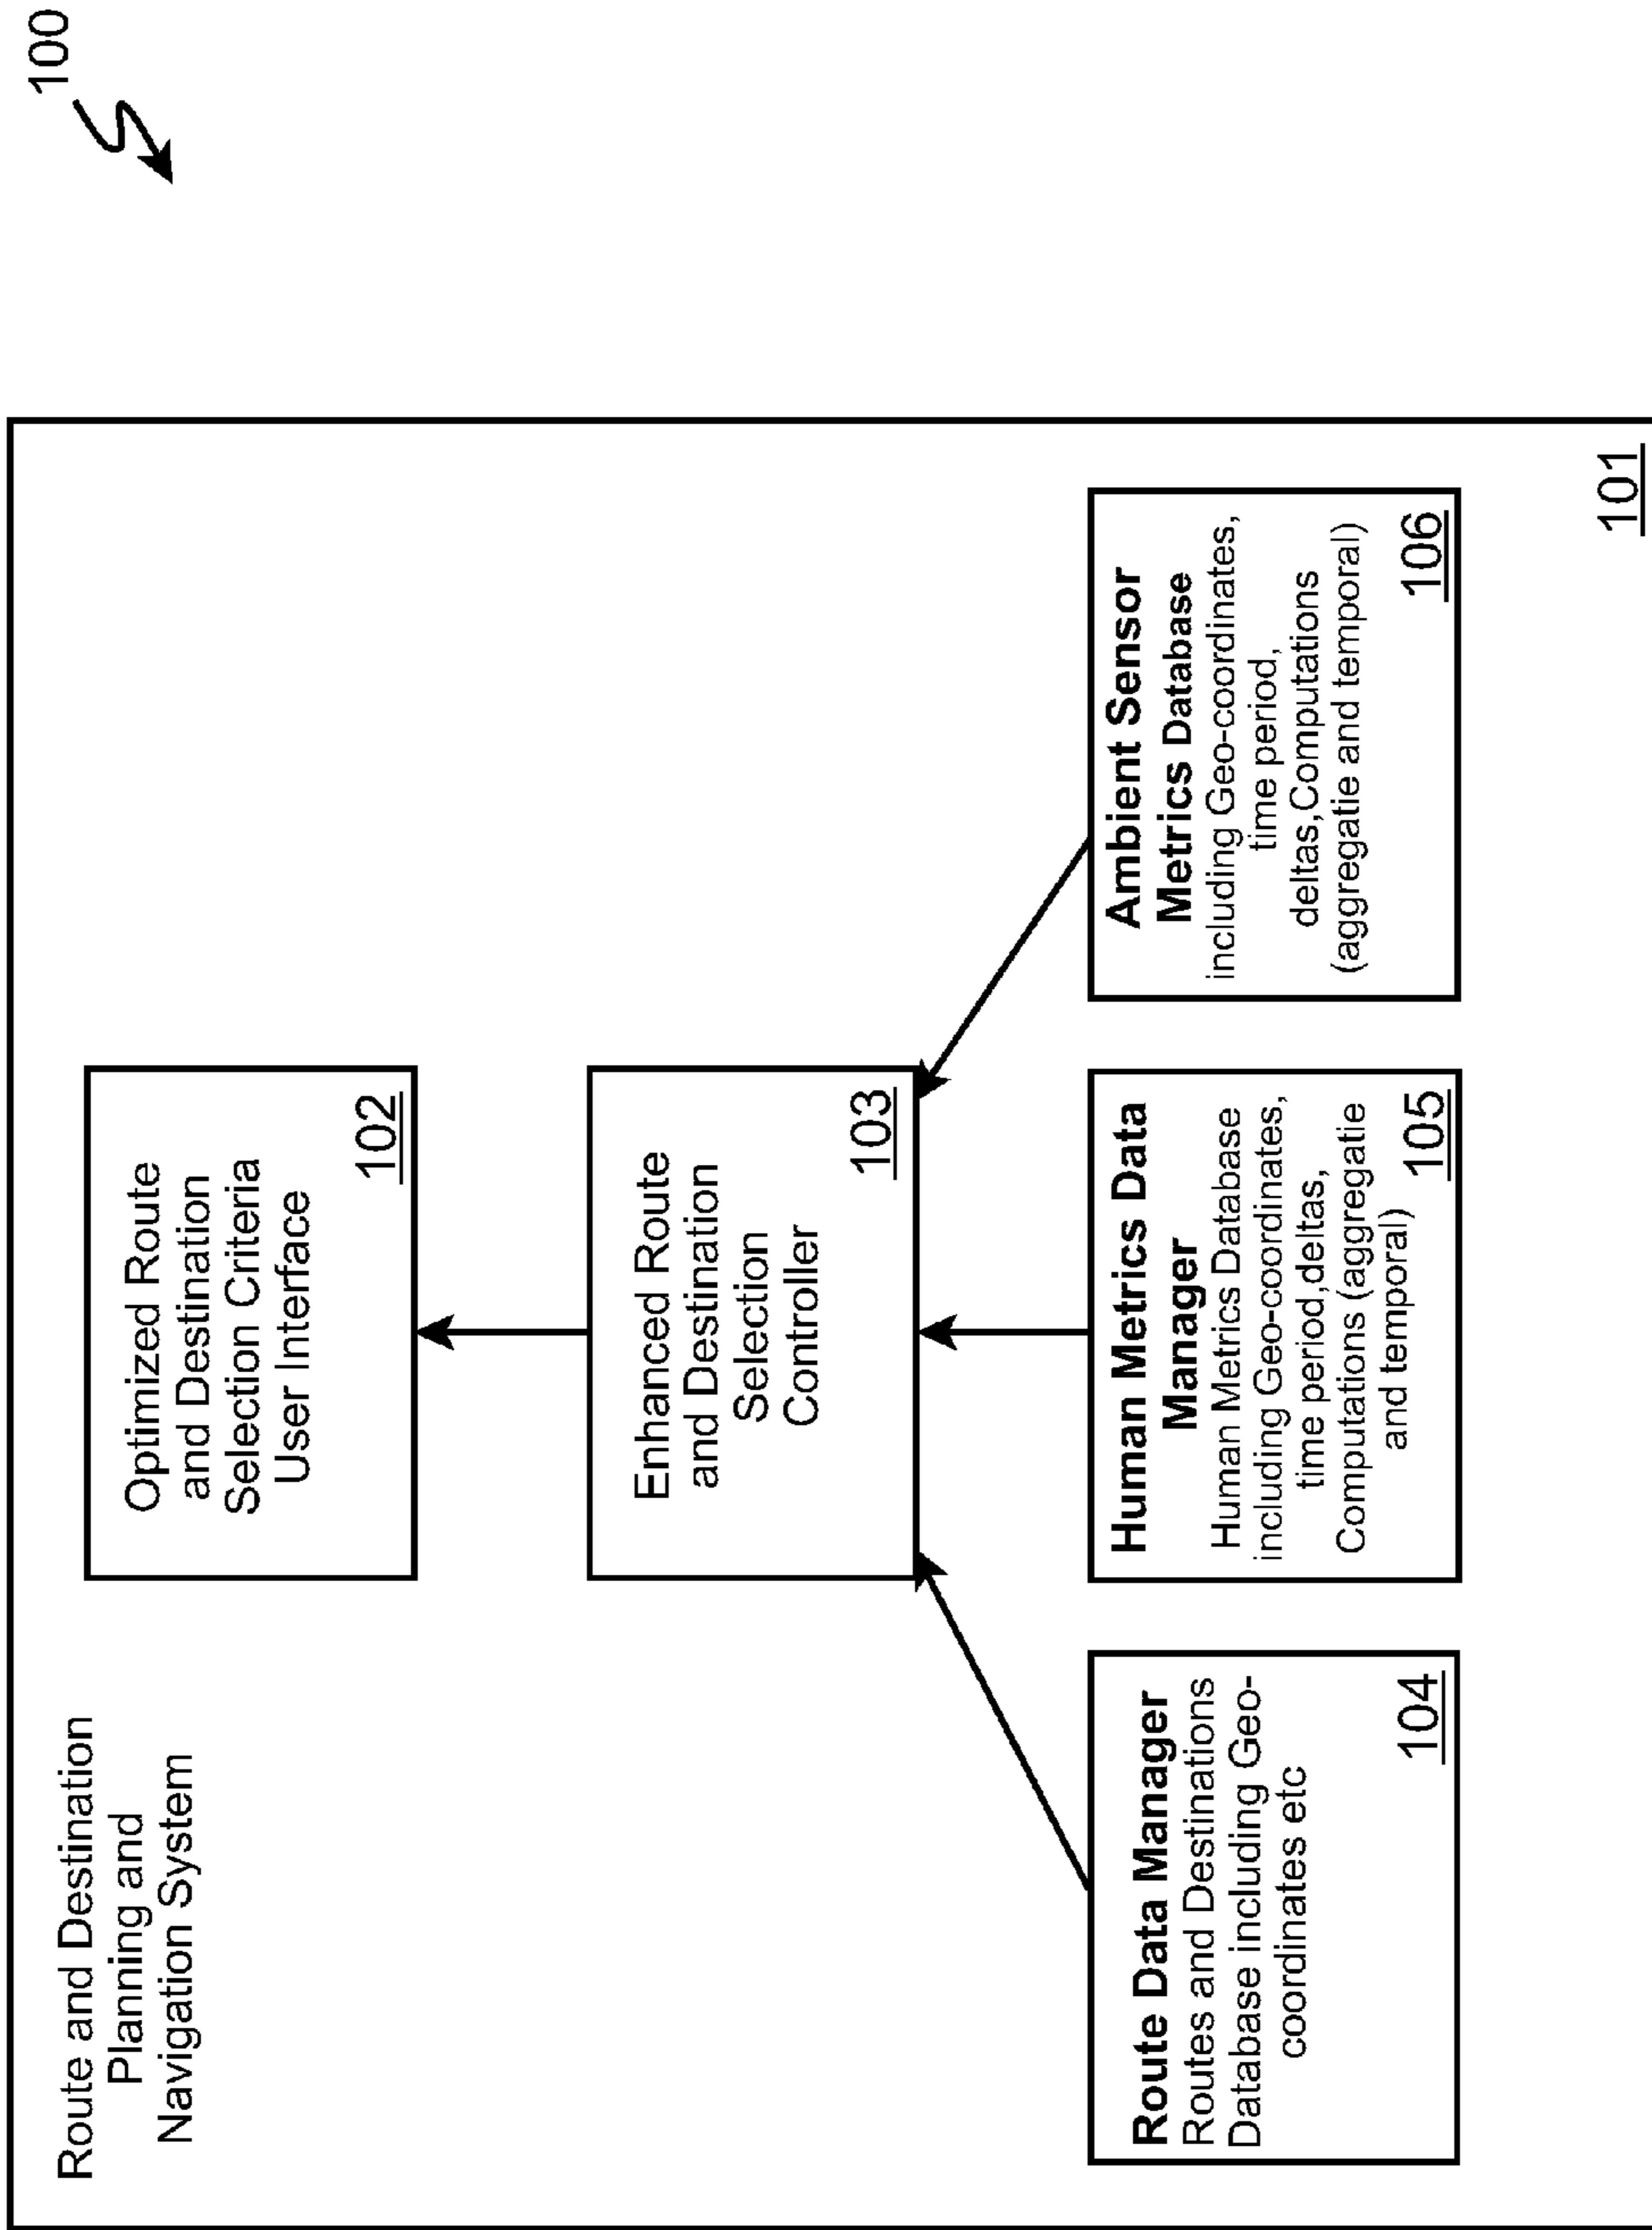 100
Route and Destination
Planning and
Navigation System
Optimized Route
and Destination
Selection Criteria
User Interface
102
Enhanced Route
and Destination
Selection
Controller
103
Route Data Manager
Routes and Destinations
Database including Geo-
coordinates etc
104
Human Metrics Data
Manager
Human Metrics Database
including Geo-coordinates,
time period,deltas,
Computations (aggregatie
and temporal)
105
Ambient Sensor
Metrics Database
including Geo-coordinates,
time period,
deltas,Computations
(aggregatie and temporal)
106
101